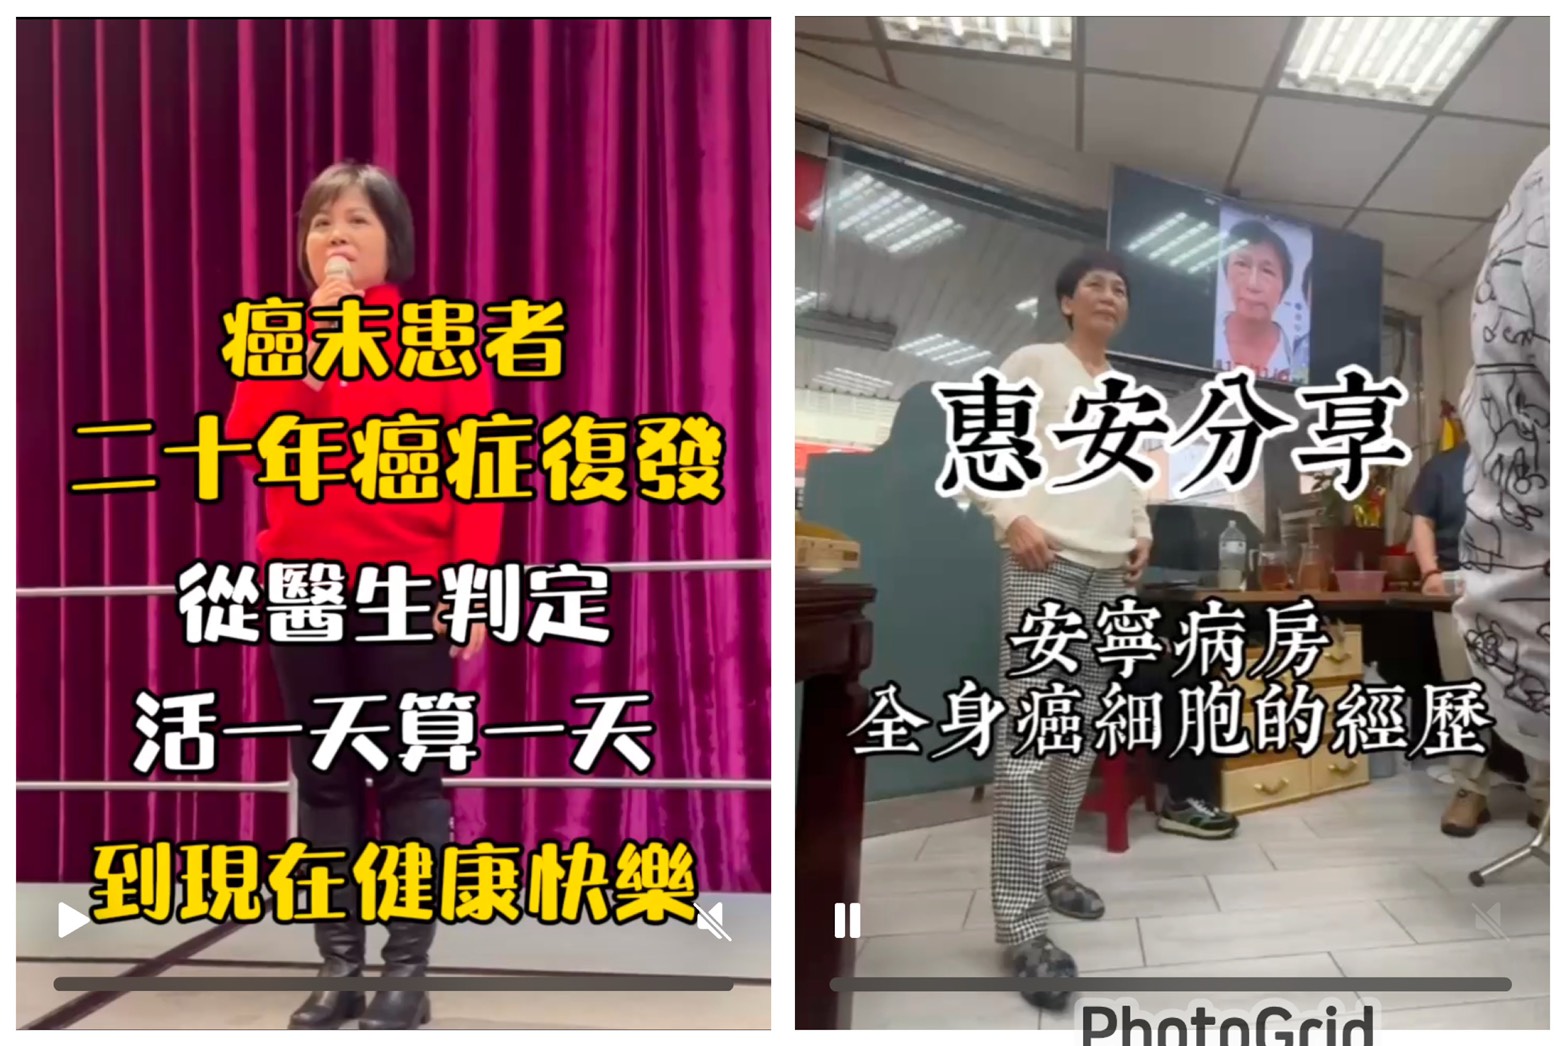 癌末患者
二十年癌症復發
從醫生判定
活一天算一天
到現在健康快樂
惠安分享
安寧病房
全身癌細胞的經歷
PhotoGrid